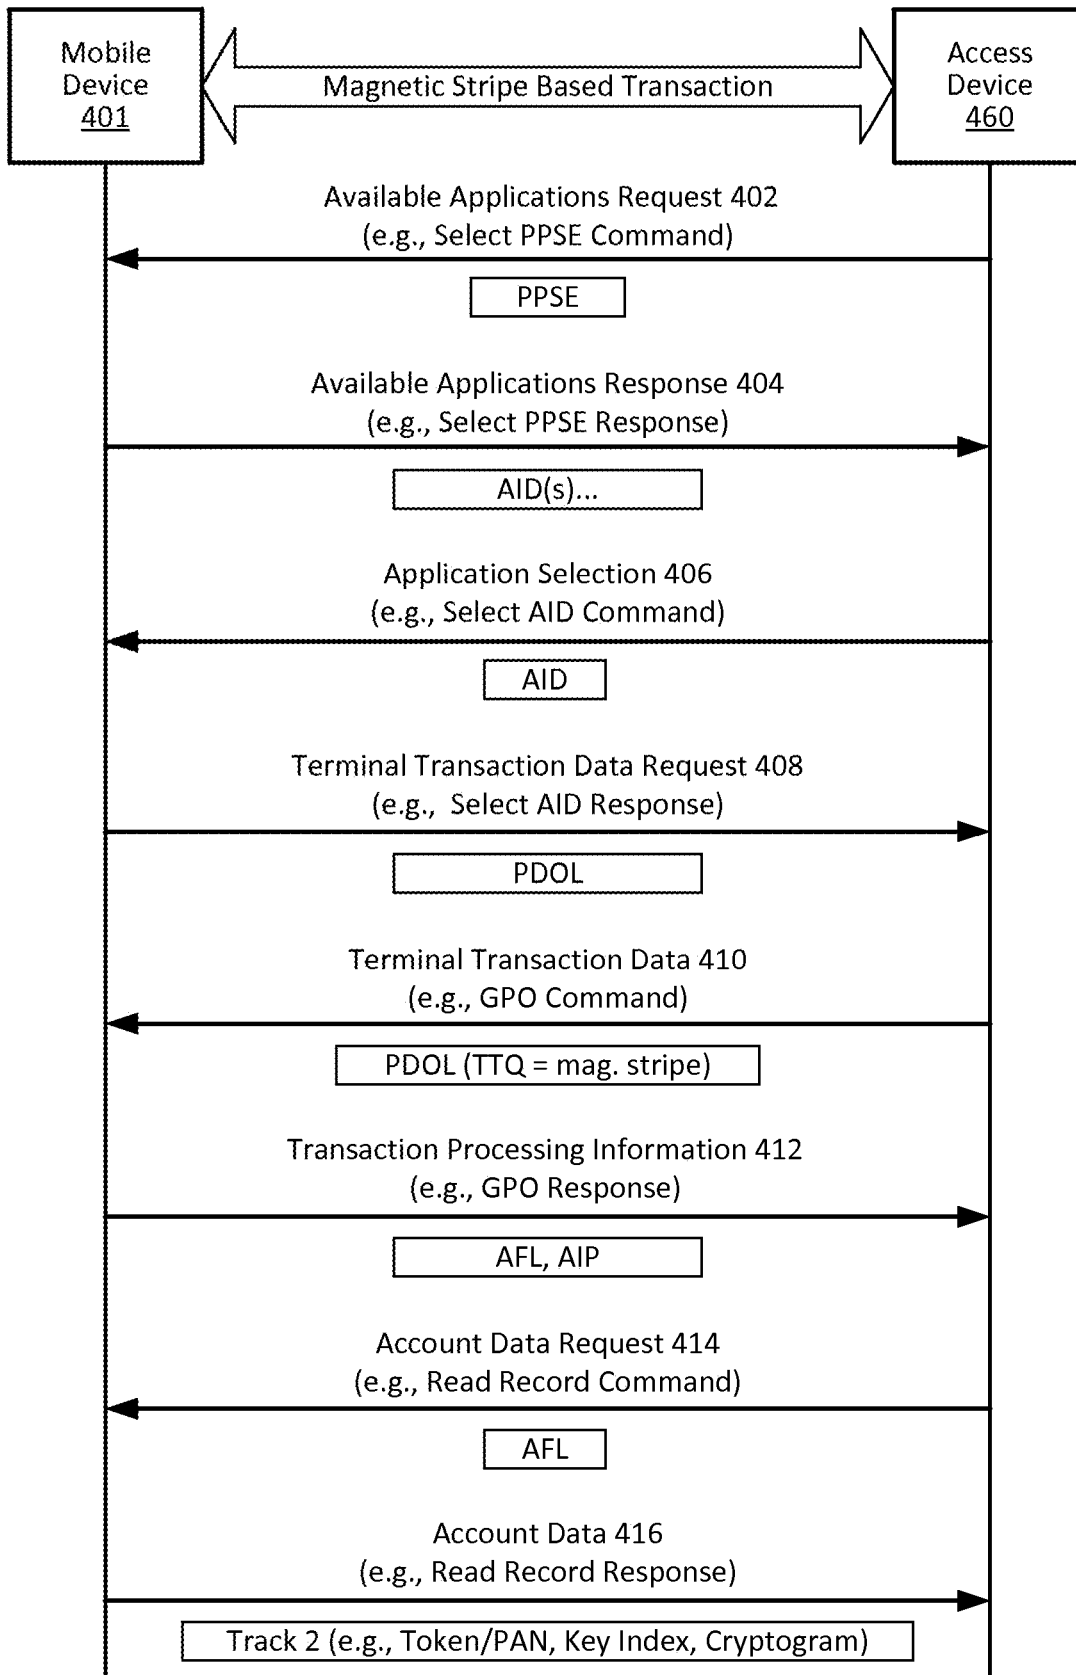 Mobile
Device
401
Magnetic Stripe Based Transaction
Access
Device
460
Available Applications Request 402
(e.g., Select PPSE Command)
PPSE
Available Applications Response 404
(e.g., Select PPSE Response)
AID(s)...
Application Selection 406
(e.g., Select AID Command)
AID
Terminal Transaction Data Request 408
(e.g., Select AID Response)
PDOL
Terminal Transaction Data 410
(e.g., GPO Command)
PDOL (TTQ = mag. stripe)
Transaction Processing Information 412
(e.g., GPO Response)
AFL, AIP
Account Data Request 414
(e.g., Read Record Command)
AFL
Account Data 416
(e.g., Read Record Response)
Track 2 (e.g., Token/PAN, Key Index, Cryptogram)